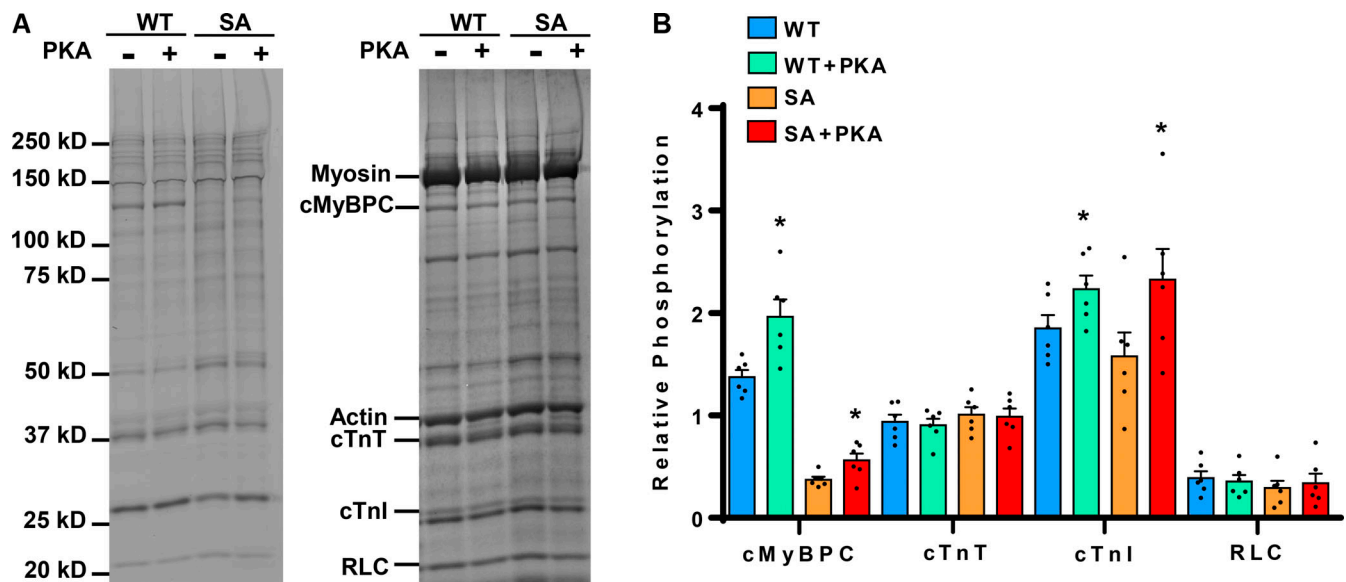 A
WT SA
PKA - + - +
250 kD
150 kD
100 kD
75 kD
50 kD
37 kD
25 kD
20 kD
WT SA
PKA - + - +
Myosin
cMyBPC
Actin
cTnT
cTnI
RLC
B
WT
WT+PKA
SA
SA+PKA
Relative Phosphorylation
4
3
2
1
0
* * * *
cMyBPC cTnT cTnI RLC